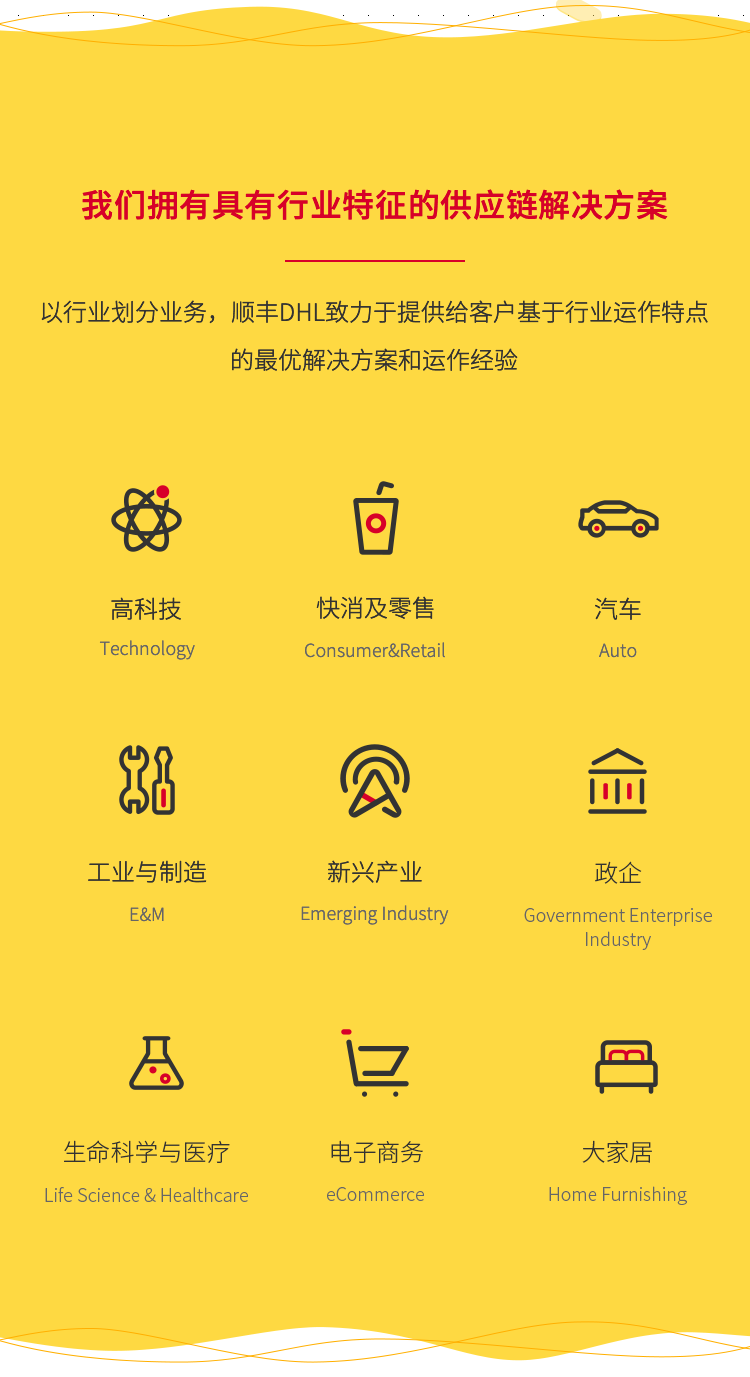 我们拥有具有行业特征的供应链解决方案
以行业划分业务，顺丰DHL致力于提供给客户基于行业运作特点
的最优解决方案和运作经验
高科技
Technology
快消及零售
Consumer&Retail
汽车
Auto
工业与制造
E&M
新兴产业
Emerging Industry
政企
Government Enterprise
Industry
生命科学与医疗
Life Science & Healthcare
电子商务
eCommerce
大家居
Home Furnishing